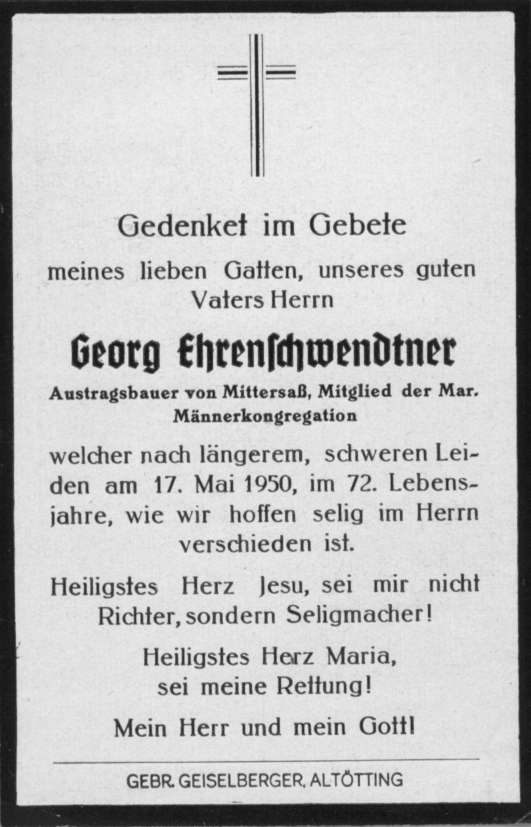 Gedenket im Gebete
meines lieben Gatten, unseres guten
Vaters Herrn
Georg Ehrenschwendtner
Austragsbauer von Mittersaß, Mitglied der Mar.
Männerkongregation
welcher nach längerem, schweren Lei-
den am 17. Mai 1950, im 72. Lebens-
jahre, wie wir hoffen selig im Herrn
verschieden ist.
Heiligstes Herz Jesu, sei mir nicht
Richter, sondern Seligmacher!
Heiligstes Herz Maria,
sei meine Rettung!
Mein Herr und mein Gott!
GEBR. GEISELBERGER, ALTÖTTING